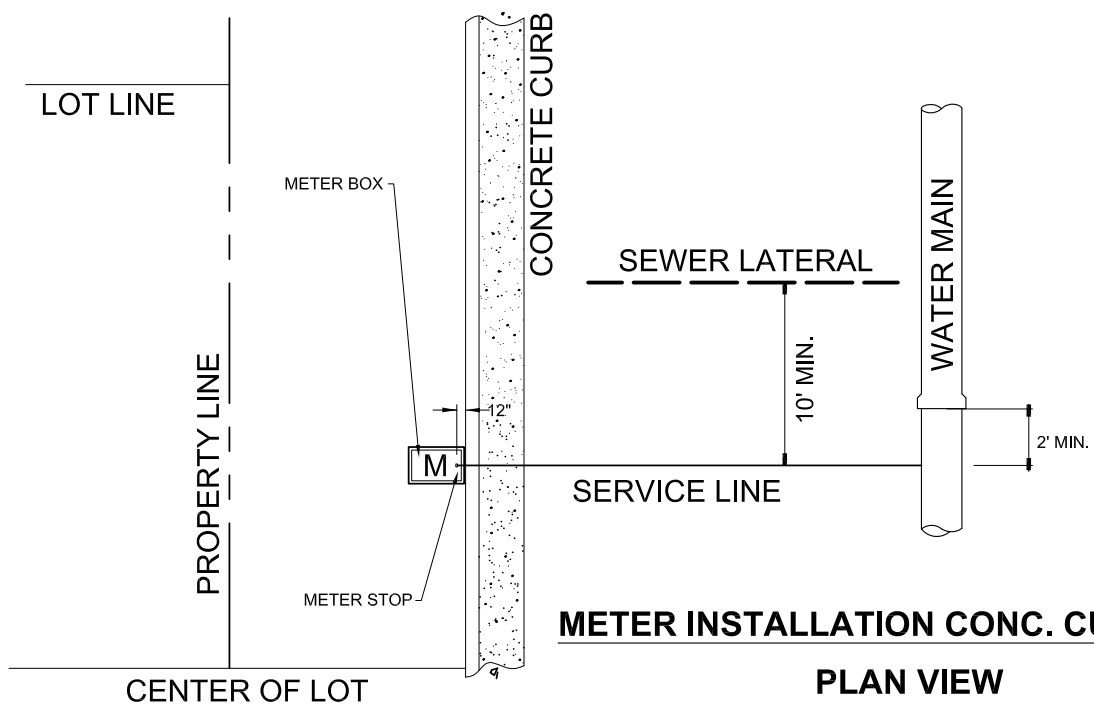 CONCRETE CURB
LOT LINE
METER BOX
SEWER LATERAL
WATER MAIN
10' MIN.
PROPERTY LINE
12"
2' MIN.
M
SERVICE LINE
METER STOP
METER INSTALLATION CONC.
CENTER OF LOT
PLAN VIEW